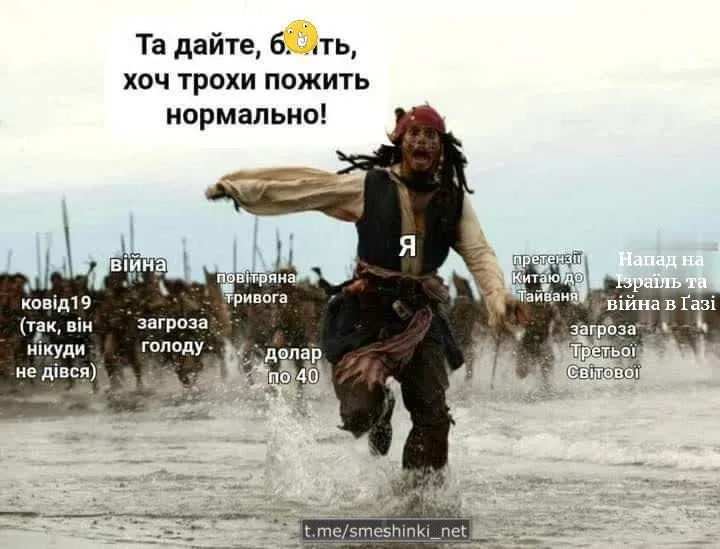 Та дайте, б
ть,
хоч трохи пожить
нормально!
Я
війна
повітряна
тривога
ковід19
(так, він
нікуди
не дівся)
загроза
голоду
долар
по 40
претензії
Китаю до
Тайваня
Напад на
Ізраїль та
війна в Ґазі
загроза
Третьої
Світової
t.me/smeshinki_net